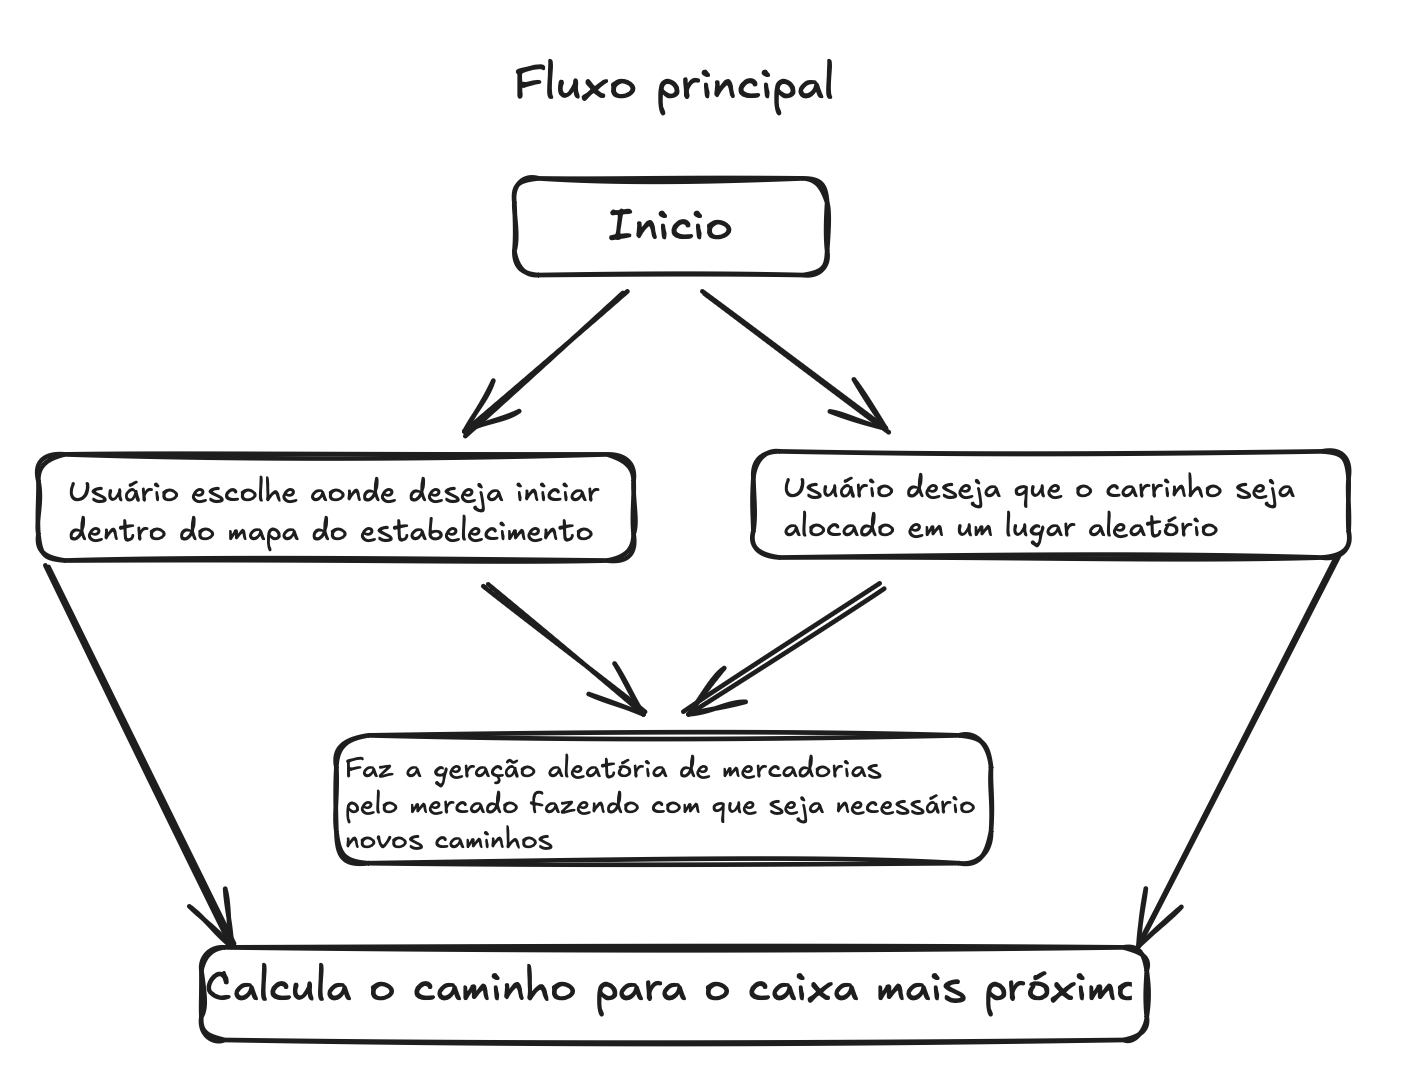 Fluxo principal
Inicio
Usuário escolhe aonde deseja iniciar
dentro do mapa do estabelecimento
Usuário deseja que o carrinho seja
alocado em um lugar aleatório
Faz a geração aleatória de mercadorias
pelo mercado fazendo com que seja necessário
novos caminhos
Calcula o caminho para o caixa mais próximo